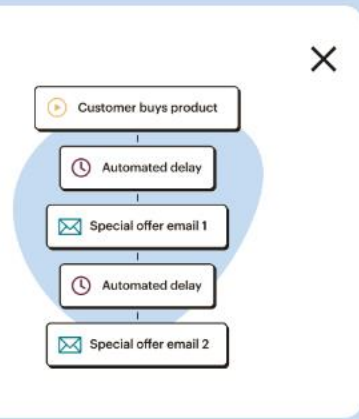 Customer buys product
Automated delay
Special offer email 1
Automated delay
Special offer email 2